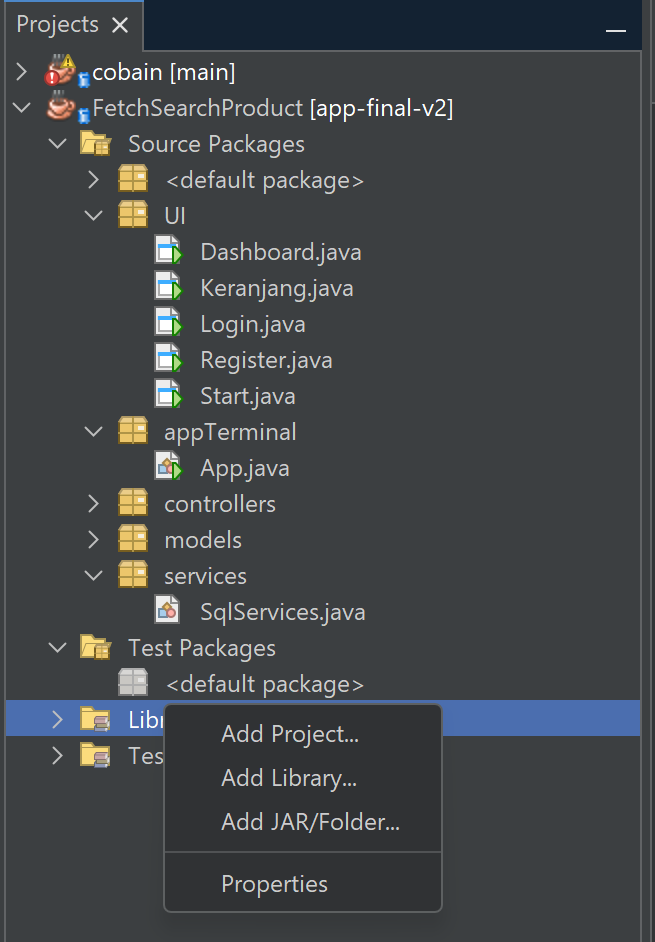 Projects
cobain [main]
FetchSearchProduct [app-final-v2]
Source Packages
<default package>
UI
Dashboard.java
Keranjang.java
Login.java
Register.java
Start.java
appTerminal
App.java
controllers
models
services
SqlServices.java
Test Packages
<default package>
Add Project...
Add Library...
Add JAR/Folder...
Properties